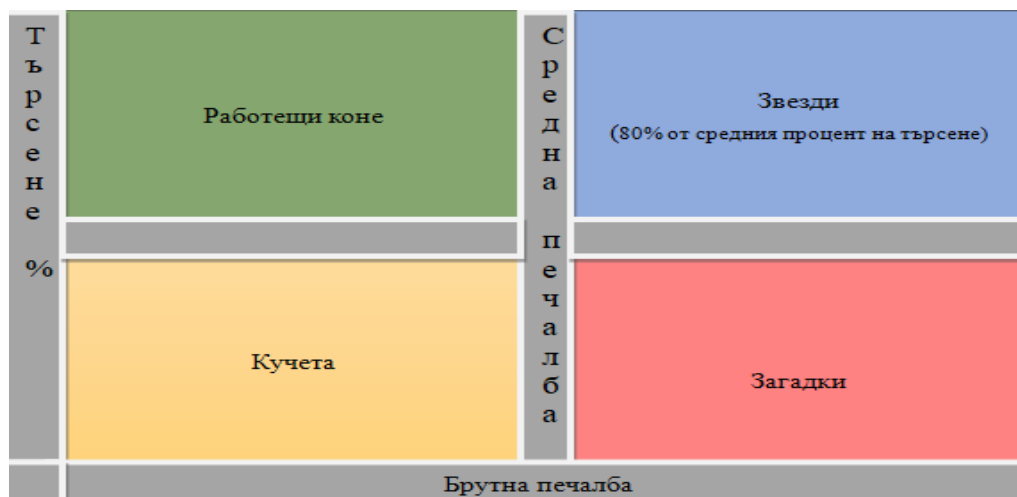 Търсене %
Работещи коне
Средна печалба
Звезди
(80% от средния процент на търсене)
Кучета
Загадки
Брутна печалба